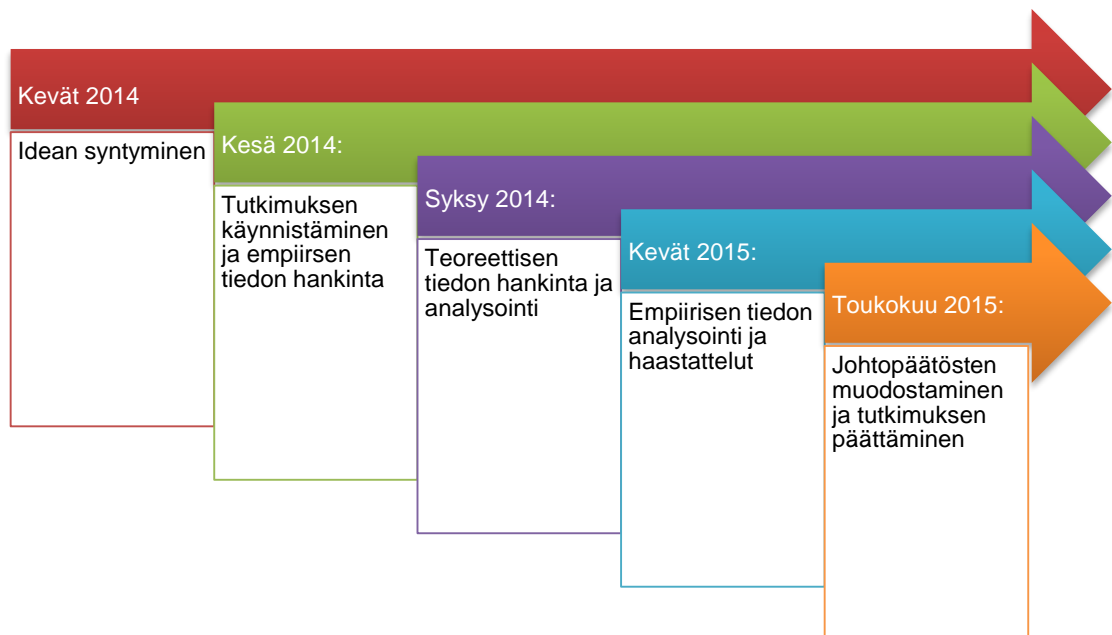 Kevät 2014
Idean syntyminen
Kesä 2014:
Tutkimuksen
käynnistäminen
ja empiirsen
tiedon hankinta
Syksy 2014:
Teoreettisen
tiedon hankinta ja
analysointi
Kevät 2015:
Empiirisen tiedon
analysointi ja
haastattelut
Toukokuu 2015:
Johtopäätösten
muodostaminen
ja tutkimuksen
päättäminen